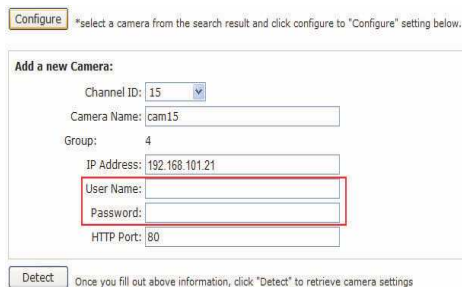 Configure *select a camera from the search result and click configure to "Configure" setting below.
Add a new Camera:
Channel ID: 15
Camera Name: cam15
Group: 4
IP Address: 192.168.101.21
User Name:
Password:
HTTP Port: 80
Detect Once you fill out above information, click "Detect" to retrieve camera settings